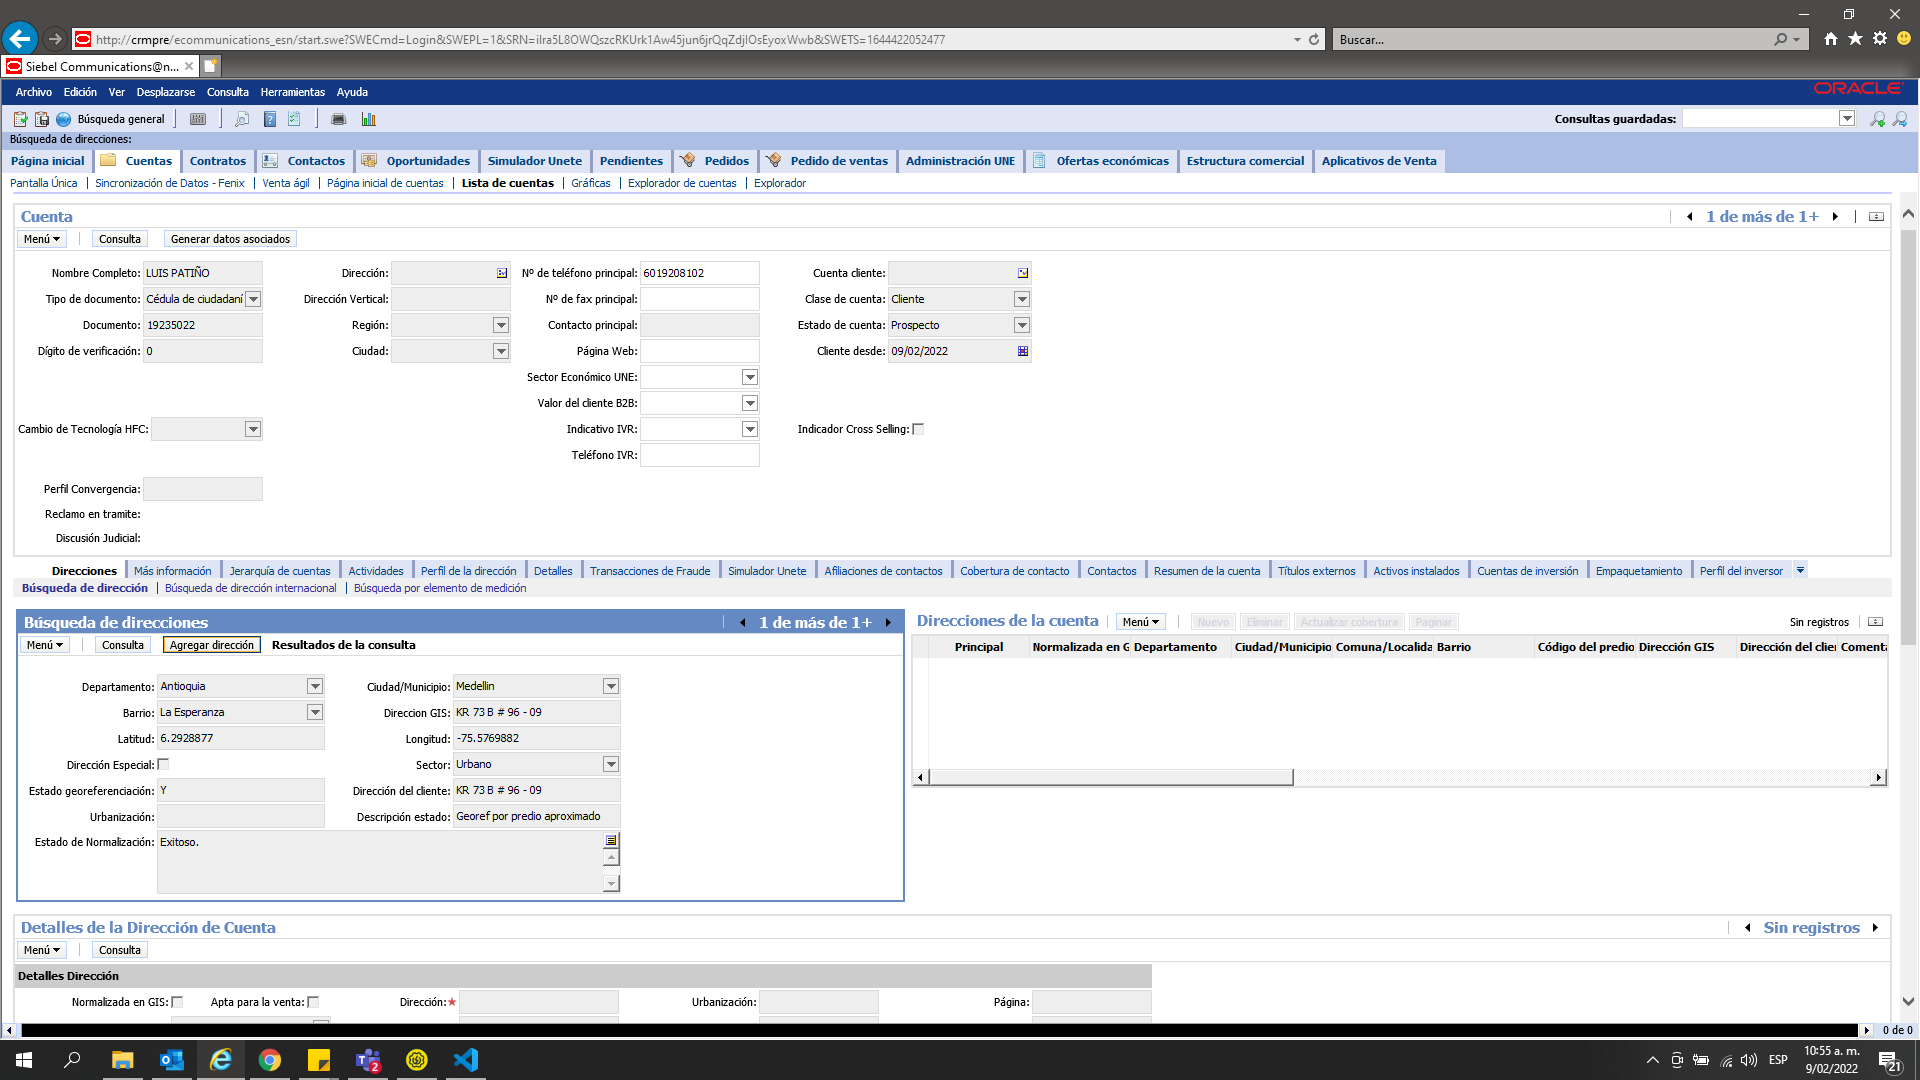 http://crmpre/ecommunications_esn/start.swe?SWECmd=Login&SWEPL=1&SRN=iIra5L8OWQszcRKUrk1Aw45jun6jrQqZdjlOsEyoxWwb&SWETS=1644422052477
Buscar...
Siebel Communications@n...
Archivo Edición Ver Desplazarse Consulta Herramientas Ayuda
ORACLE
Búsqueda general
Consultas guardadas:
Búsqueda de direcciones:
Página inicial Cuentas Contratos Contactos Oportunidades Simulador Unete Pendientes Pedidos Pedido de ventas Administración UNE Ofertas económicas Estructura comercial Aplicativos de Venta
Pantalla Única Sincronización de Datos - Fenix Venta ágil Página inicial de cuentas Lista de cuentas Gráficas Explorador de cuentas Explorador
Cuenta
1 de más de 1+
Menú Consulta Generar datos asociados
Nombre Completo: LUIS PATIÑO Dirección: Nº de teléfono principal: 6019208102 Cuenta cliente:
Tipo de documento: Cédula de ciudadaní Dirección Vertical: Nº de fax principal: Clase de cuenta: Cliente
Documento: 19235022 Región: Contacto principal: Estado de cuenta: Prospecto
Dígito de verificación: 0 Ciudad: Página Web: Cliente desde: 09/02/2022
Sector Económico UNE:
Valor del cliente B2B:
Cambio de Tecnología HFC: Indicativo IVR: Indicador Cross Selling:
Teléfono IVR:
Perfil Convergencia:
Reclamo en tramite:
Discusión Judicial:
Direcciones Más información Jerarquía de cuentas Actividades Perfil de la dirección Detalles Transacciones de Fraude Simulador Unete Afiliaciones de contactos Cobertura de contacto Contactos Resumen de la cuenta Títulos externos Activos instalados Cuentas de inversión Empaquetamiento Perfil del inversor
Búsqueda de dirección Búsqueda de dirección internacional Búsqueda por elemento de medición
Búsqueda de direcciones 1 de más de 1+
Menú Consulta Agregar dirección Resultados de la consulta
Departamento: Antioquia Ciudad/Municipio: Medellin
Barrio: La Esperanza Direccion GIS: KR 73 B # 96 - 09
Latitud: 6.2928877 Longitud: -75.5769882
Dirección Especial: Sector: Urbano
Estado georeferenciación: Y Dirección del cliente: KR 73 B # 96 - 09
Urbanización: Descripción estado: Georef por predio aproximado
Estado de Normalización: Exitoso.
Direcciones de la cuenta Menú Nuevo Eliminar Actualizar cobertura Paginar Sin registros
Principal Normalizada en G Departamento Ciudad/Municipio Comuna/Localida Barrio Código del predio Dirección GIS Dirección del clie Comenta
Detalles de la Dirección de Cuenta
Sin registros
Menú Consulta
Detalles Dirección
Normalizada en GIS: Apta para la venta: Dirección:★ Urbanización: Página:
0 de 0
2
ESP
10:55 a. m.
9/02/2022
21